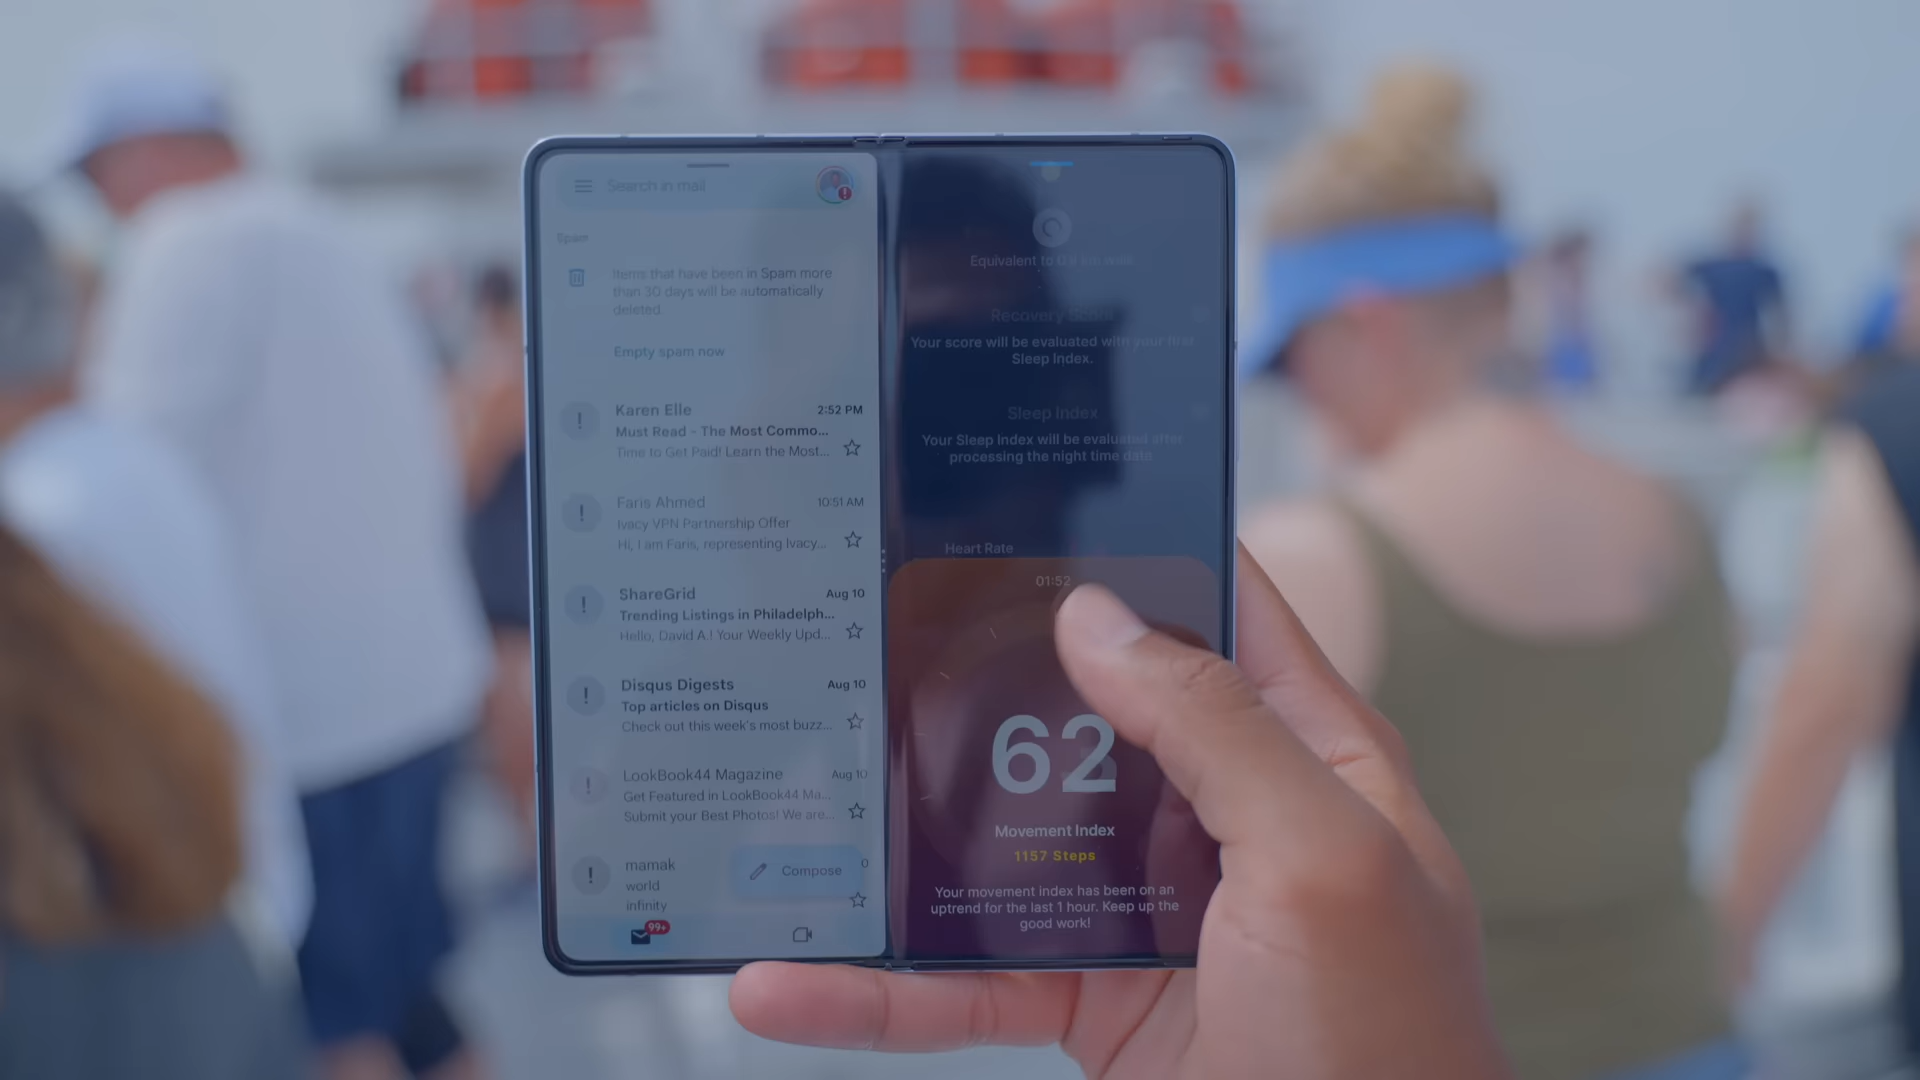 Search in mail
Spam
Items that have been in Spam more
than 30 days will be automatically
deleted.
Empty spam now
Karen Elle 2:52 PM
Must Read - The Most Commo...
Time to Get Paid! Learn the Most...
Faris Ahmed 10:51 AM
Ivacy VPN Partnership Offer
Hi, I am Faris, representing Ivacy...
ShareGrid Aug 10
Trending Listings in Philadelph...
Hello, David A.! Your Weekly Upd...
Disqus Digests Aug 10
Top articles on Disqus
Check out this week's most buzz...
LookBook44 Magazine Aug 10
Get Featured in LookBook44 Ma...
Submit your Best Photos! We are...
mamak 0
world
infinity
Compose
99+
Equivalent to 0.9 km walk
Recovery Score
Your score will be evaluated with your first
Sleep Index.
Sleep Index
Your Sleep Index will be evaluated after
processing the night time data
Heart Rate
01:52
62
Movement Index
1157 Steps
Your movement index has been on an
uptrend for the last 1 hour. Keep up the
good work!